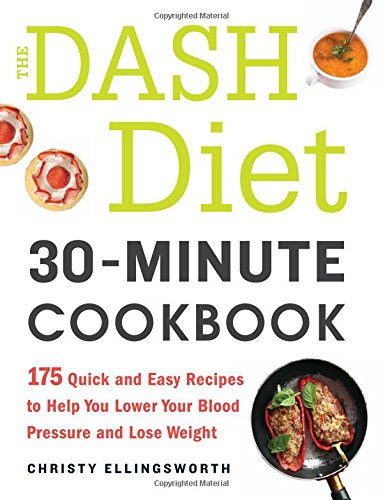 THE
DASH
Diet
30-MINUTE
COOKBOOK
175 Quick and Easy Recipes
to Help You Lower Your Blood
Pressure and Lose Weight
CHRISTY ELLINGSWORTH
Copyrighted Material
Copyrighted Material